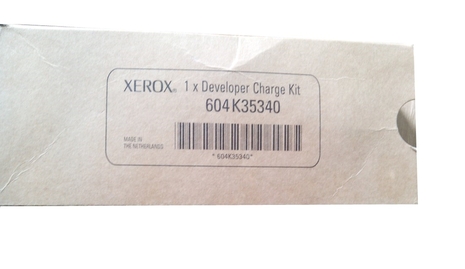 XEROX® 1 x Developer Charge Kit
604K35340
MADE IN
THE NETHERLANDS
*604K35340*